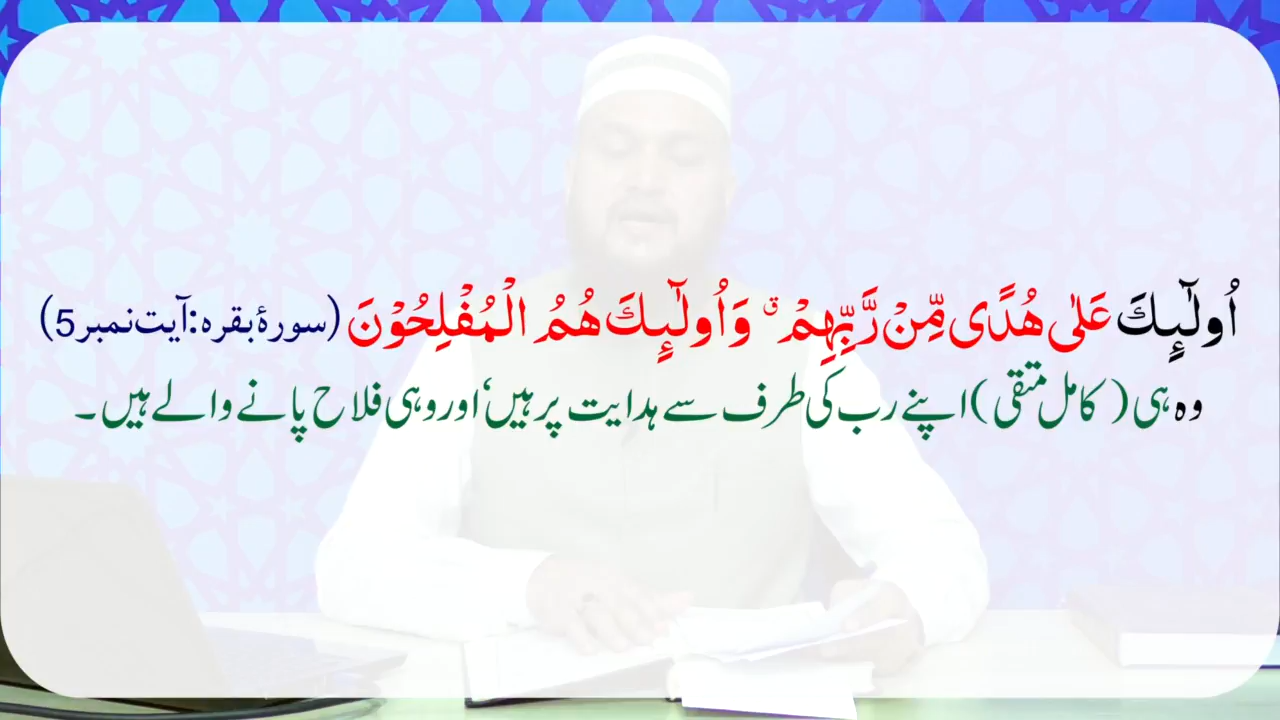 اُولٰٓئِكَ عَلٰى هُدًى مِّنْ رَّبِّهِمْ ۗ وَاُولٰٓئِكَ هُمُ الْمُفْلِحُوْنَ (سورۂ بقرہ: آیت نمبر 5)
وہ ہی (کامل متقی) اپنے رب کی طرف سے ہدایت پر ہیں‘ اور وہی فلاح پانے والے ہیں۔